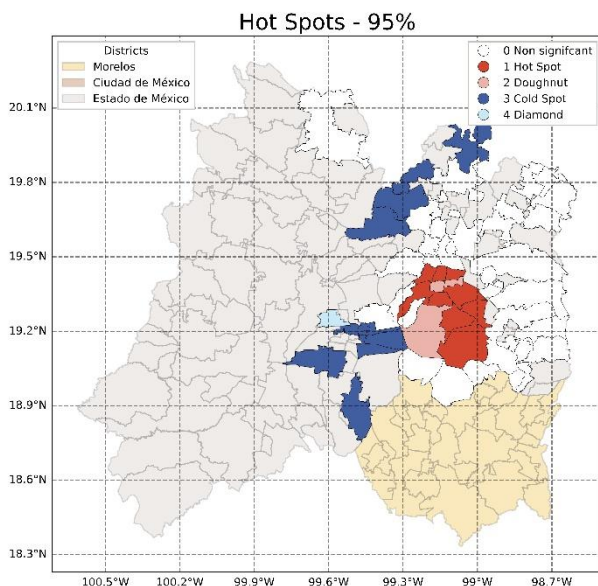 Hot Spots - 95%
Districts
Morelos
Ciudad de México
Estado de México
0 Non signifcant
1 Hot Spot
2 Doughnut
3 Cold Spot
4 Diamond
20.1°N
19.8°N
19.5°N
19.2°N
18.9°N
18.6°N
18.3°N
100.5°W 100.2°W 99.9°W 99.6°W 99.3°W 99°W 98.7°W